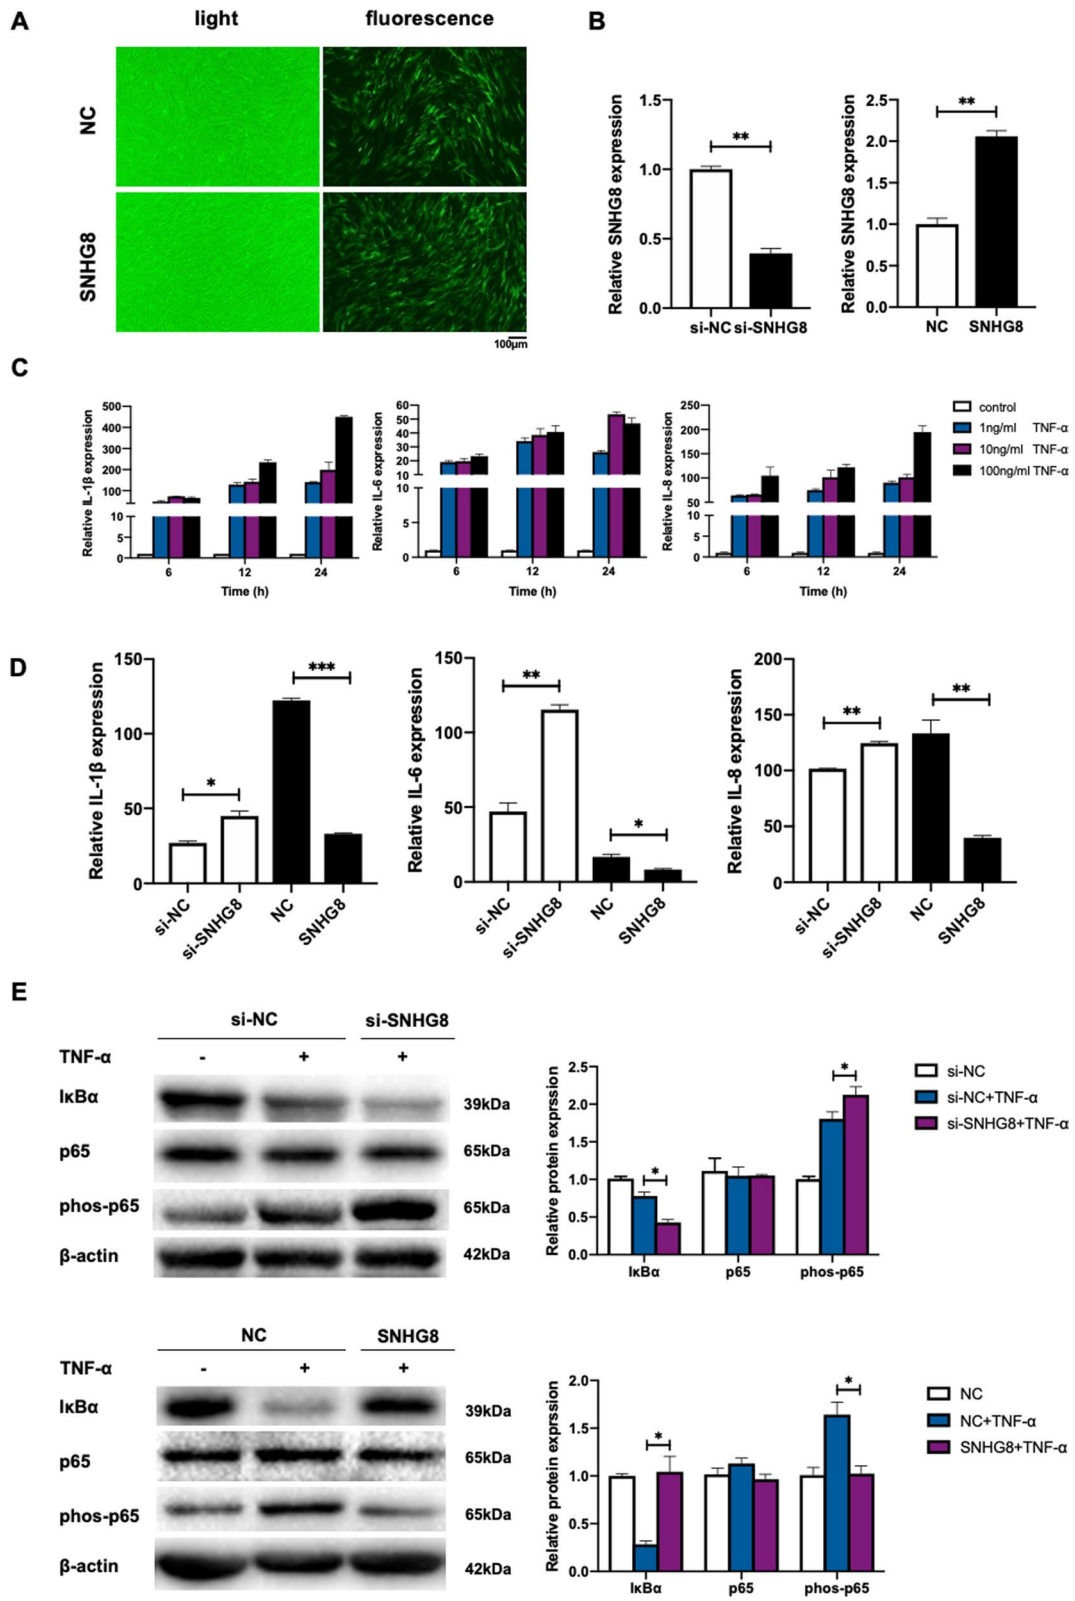 A
light fluorescence
NC
SNHG8
100μm
B
Relative SNHG8 expression
1.5
1.0
0.5
0.0
**
si-NC si-SNHG8
Relative SNHG8 expression
2.5
2.0
1.5
1.0
0.5
0.0
**
NC SNHG8
C
Relative IL-1β expression
500
400
300
200
100
10
5
0
6 12 24
Time (h)
Relative IL-6 expression
60
50
40
30
20
10
10
5
0
6 12 24
Time (h)
Relative IL-8 expression
250
200
150
100
50
10
5
0
6 12 24
Time (h)
control
1ng/ml TNF-α
10ng/ml TNF-α
100ng/ml TNF-α
D
Relative IL-1β expression
150
100
50
0
*
***
si-NC
si-SNHG8
NC
SNHG8
Relative IL-6 expression
150
100
50
0
**
*
si-NC
si-SNHG8
NC
SNHG8
Relative IL-8 expression
200
150
100
50
0
**
**
si-NC
si-SNHG8
NC
SNHG8
E
si-NC si-SNHG8
TNF-α - + +
IκBα 39kDa
p65 65kDa
phos-p65 65kDa
β-actin 42kDa
Relative protein exprssion
2.5
2.0
1.5
1.0
0.5
0.0
*
*
IκBα p65 phos-p65
si-NC
si-NC+TNF-α
si-SNHG8+TNF-α
NC SNHG8
TNF-α - + +
IκBα 39kDa
p65 65kDa
phos-p65 65kDa
β-actin 42kDa
Relative protein exprssion
2.0
1.5
1.0
0.5
0.0
*
*
IκBα p65 phos-p65
NC
NC+TNF-α
SNHG8+TNF-α